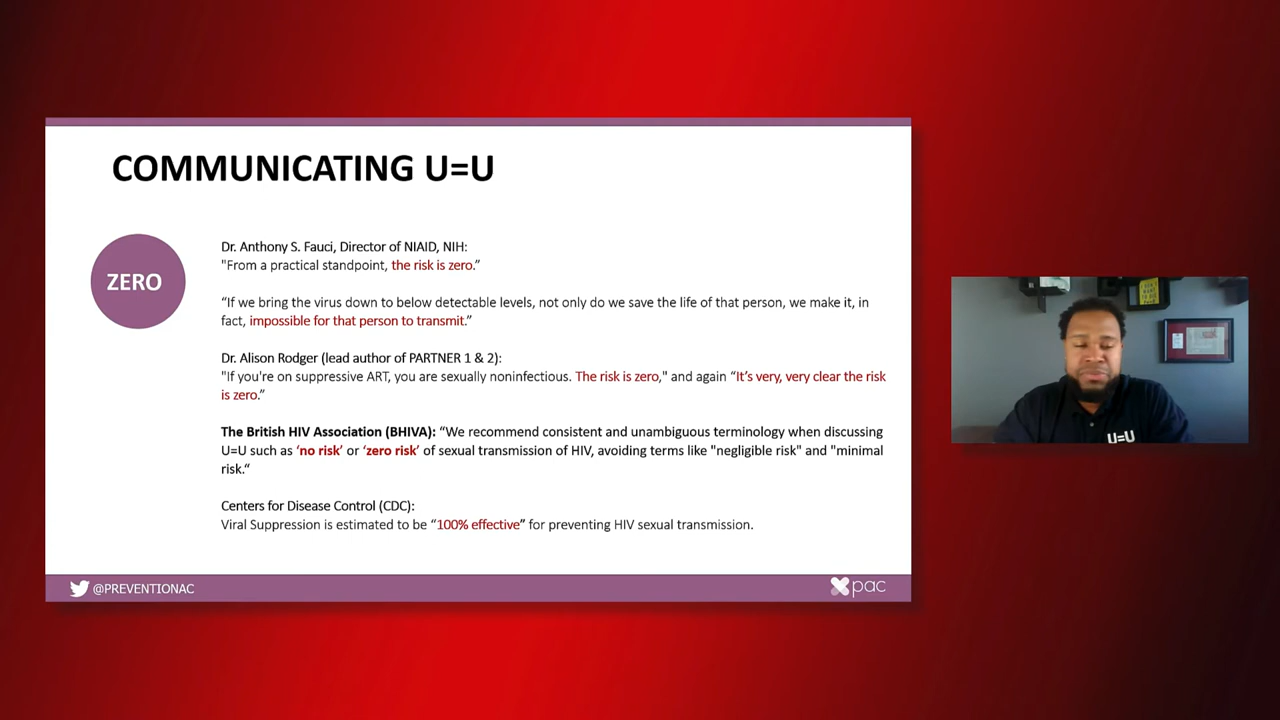 COMMUNICATING U=U
ZERO
Dr. Anthony S. Fauci, Director of NIAID, NIH:
"From a practical standpoint, the risk is zero.”
“If we bring the virus down to below detectable levels, not only do we save the life of that person, we make it, in
fact, impossible for that person to transmit.”
Dr. Alison Rodger (lead author of PARTNER 1 & 2):
"If you're on suppressive ART, you are sexually noninfectious. The risk is zero," and again “It’s very, very clear the risk
is zero.”
The British HIV Association (BHIVA): “We recommend consistent and unambiguous terminology when discussing
U=U such as ‘no risk’ or ‘zero risk’ of sexual transmission of HIV, avoiding terms like "negligible risk" and "minimal
risk.“
Centers for Disease Control (CDC):
Viral Suppression is estimated to be “100% effective” for preventing HIV sexual transmission.
@PREVENTIONAC
pac
U=U